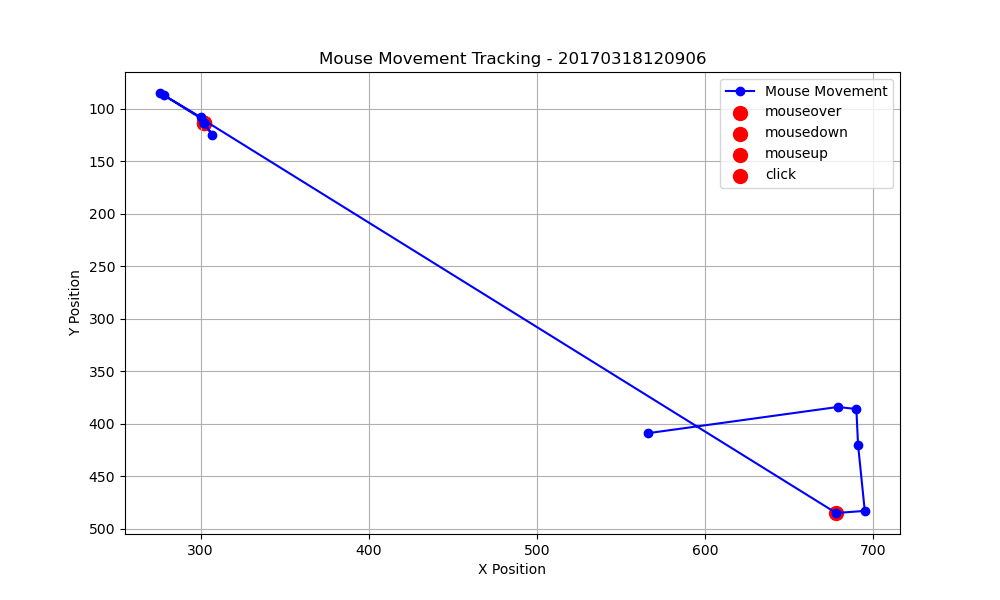 Mouse Movement Tracking - 20170318120906
Mouse Movement
mouseover
mousedown
mouseup
click
100
150
200
250
300
350
400
450
500
Y Position
300 400 500 600 700
X Position